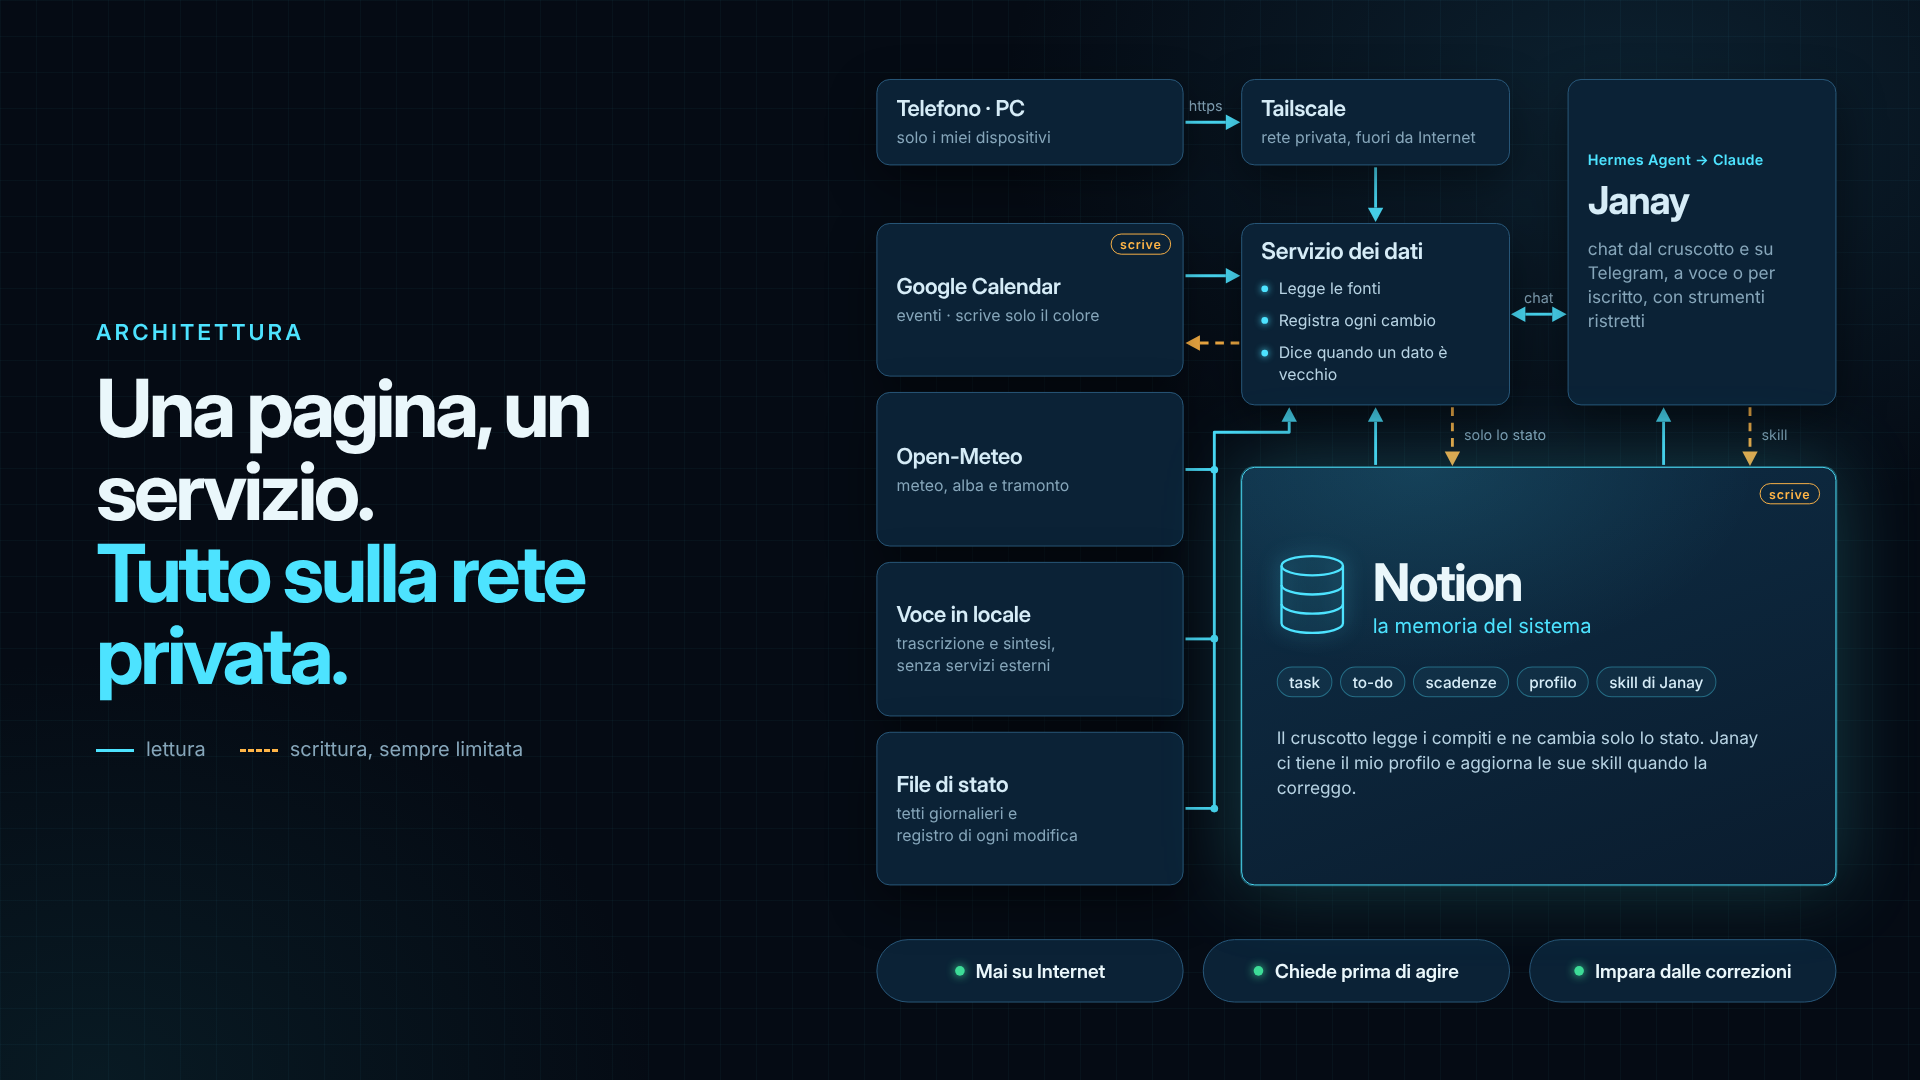 ARCHITETTURA
Una pagina, un
servizio.
Tutto sulla rete
privata.
lettura
scrittura, sempre limitata
Telefono · PC
solo i miei dispositivi
https
Tailscale
rete privata, fuori da Internet
Hermes Agent → Claude
Janay
chat dal cruscotto e su
Telegram, a voce o per
iscritto, con strumenti
ristretti
scrive
Google Calendar
eventi · scrive solo il colore
Servizio dei dati
Legge le fonti
Registra ogni cambio
Dice quando un dato è
vecchio
chat
Open-Meteo
meteo, alba e tramonto
solo lo stato
skill
Voce in locale
trascrizione e sintesi,
senza servizi esterni
File di stato
tetti giornalieri e
registro di ogni modifica
scrive
Notion
la memoria del sistema
task
to-do
scadenze
profilo
skill di Janay
Il cruscotto legge i compiti e ne cambia solo lo stato. Janay
ci tiene il mio profilo e aggiorna le sue skill quando la
correggo.
Mai su Internet
Chiede prima di agire
Impara dalle correzioni